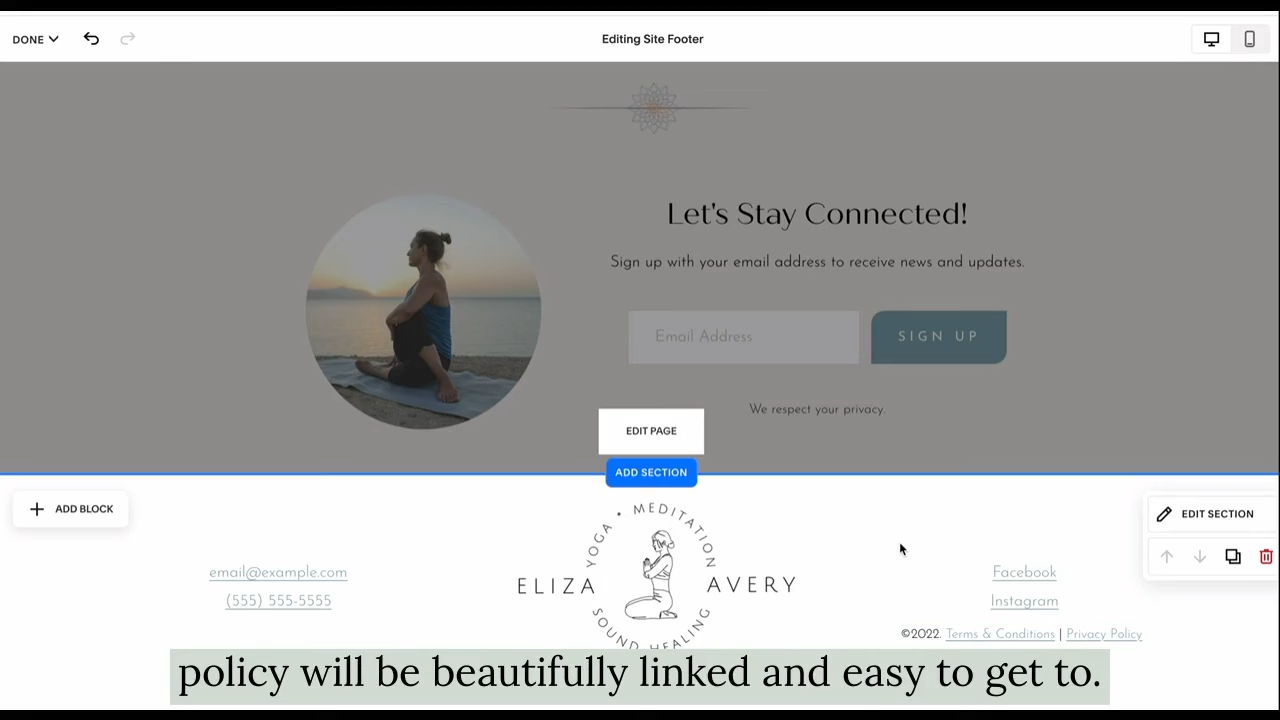 DONE
Editing Site Footer
Let's Stay Connected!
Sign up with your email address to receive news and updates.
Email Address
SIGN UP
We respect your privacy.
EDIT PAGE
ADD SECTION
ADD BLOCK
EDIT SECTION
YOGA • MEDITATION
ELIZA AVERY
SOUND HEALING
email@example.com
(555) 555-5555
Facebook
Instagram
©2022. Terms & Conditions | Privacy Policy
policy will be beautifully linked and easy to get to.